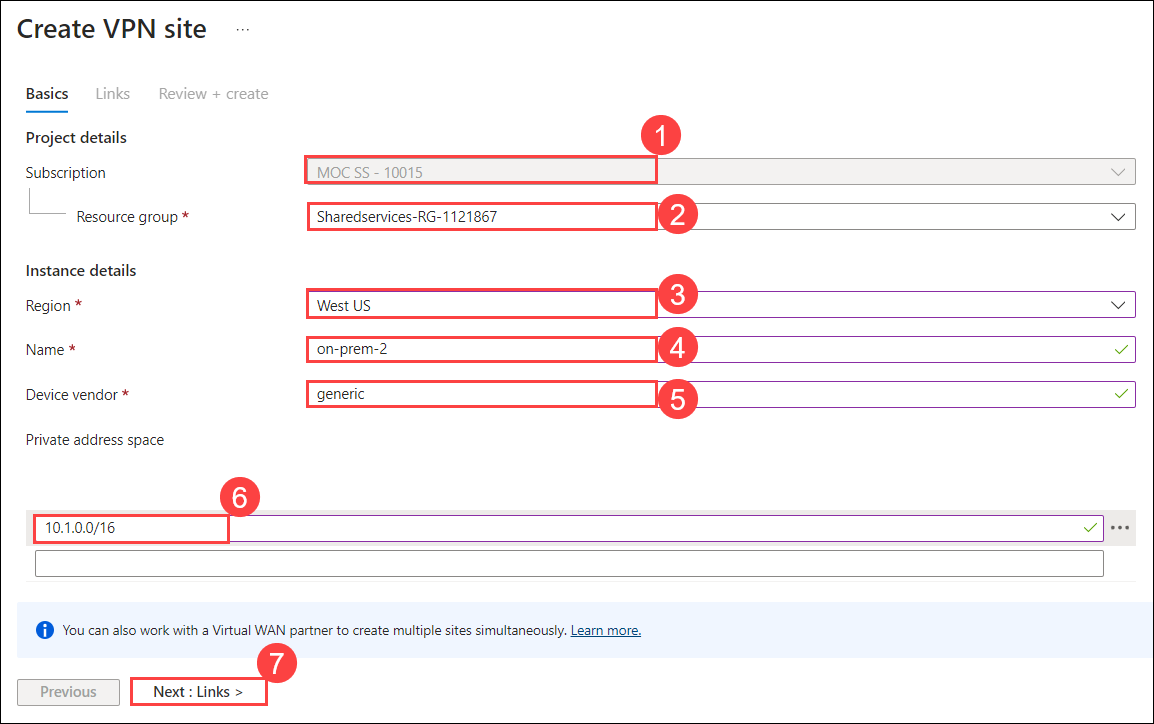 Create VPN site ...
Basics Links Review + create
Project details
1
Subscription MOC SS - 10015
Resource group * Sharedservices-RG-1121867 2
Instance details
Region * West US 3
Name * on-prem-2 4
Device vendor * generic 5
Private address space
6
10.1.0.0/16
You can also work with a Virtual WAN partner to create multiple sites simultaneously. Learn more.
7
Previous Next : Links >